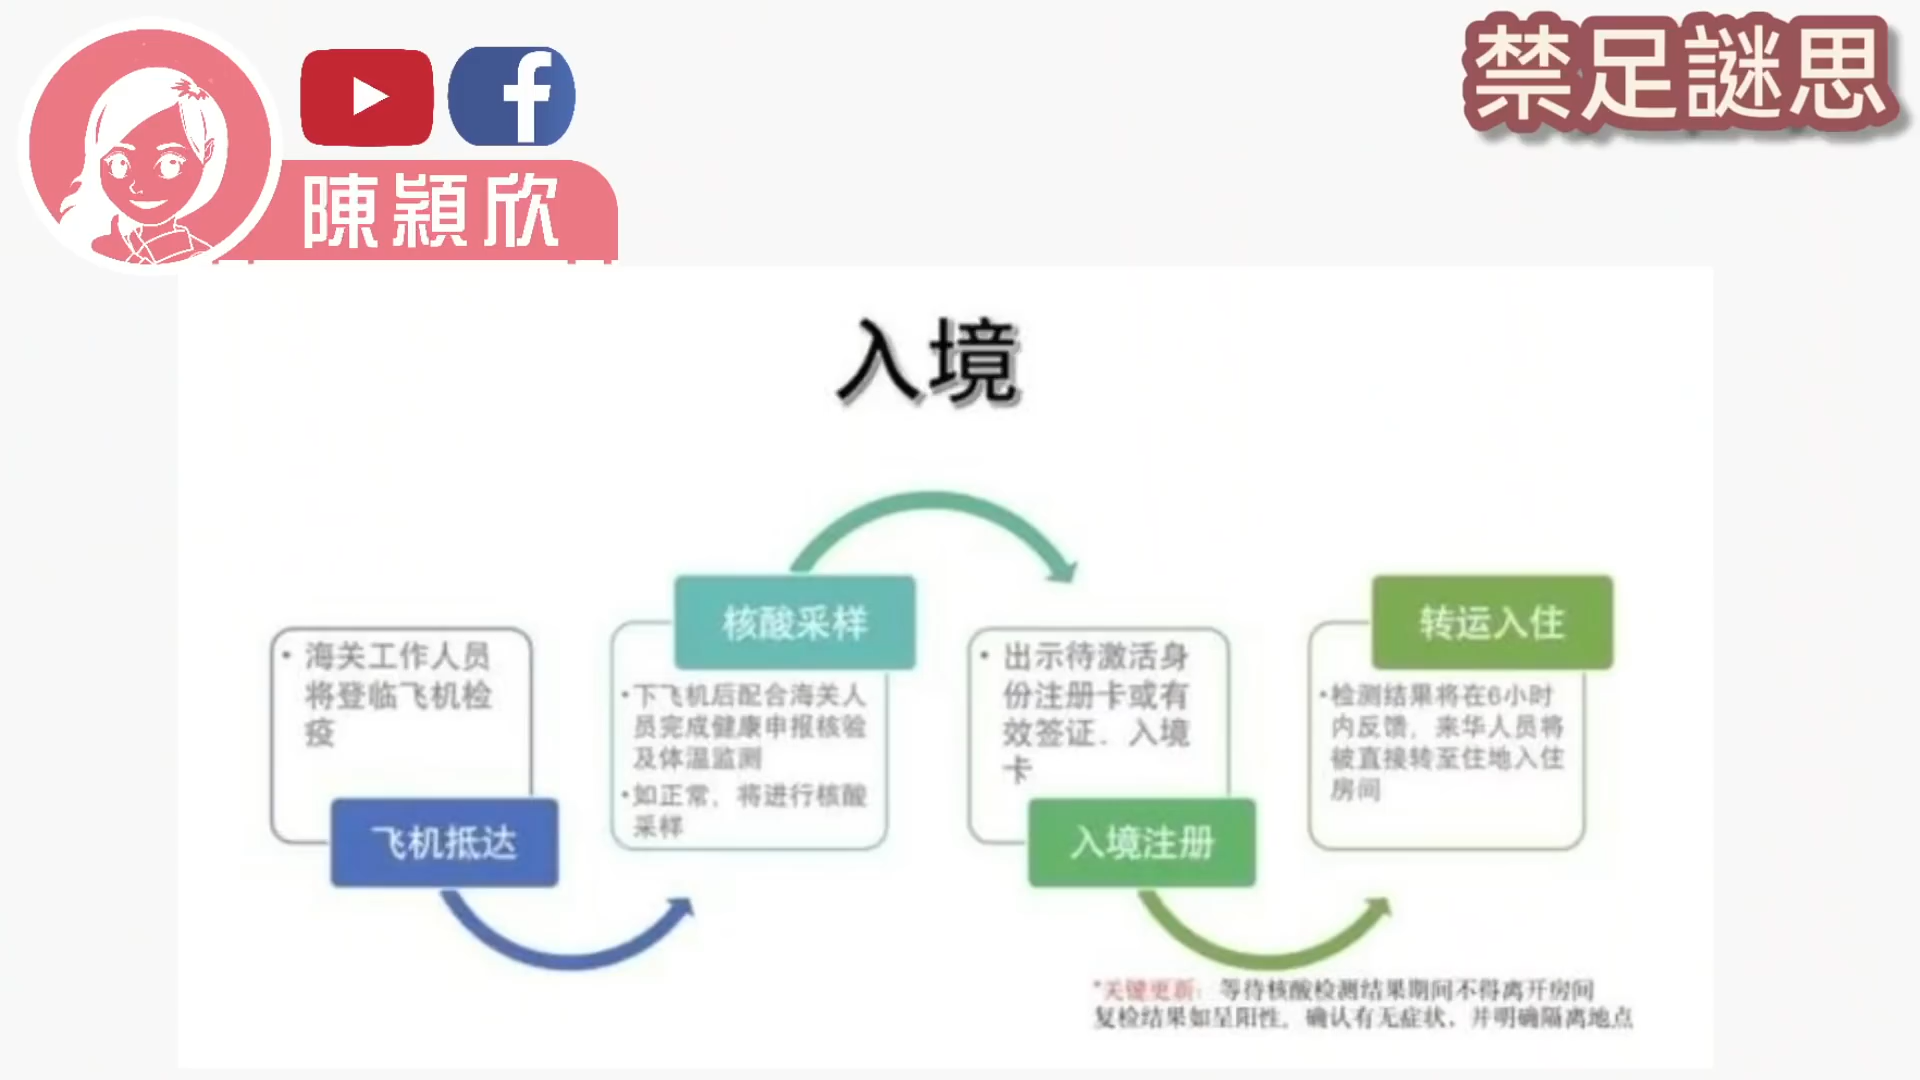 禁足謎思
陳穎欣
入境
核酸采样
转运入住
• 海关工作人员
将登临飞机检
疫
飞机抵达
•下飞机后配合海关人
员完成健康申报核验
及体温监测
•如正常，将进行核酸
采样
• 出示待激活身
份注册卡或有
效签证、入境
卡
入境注册
•检测结果将在6小时
内反馈，来华人员将
被直接转至住地入住
房间
*关键更新：等待核酸检测结果期间不得离开房间
复检结果如呈阳性，确认有无症状，并明确隔离地点